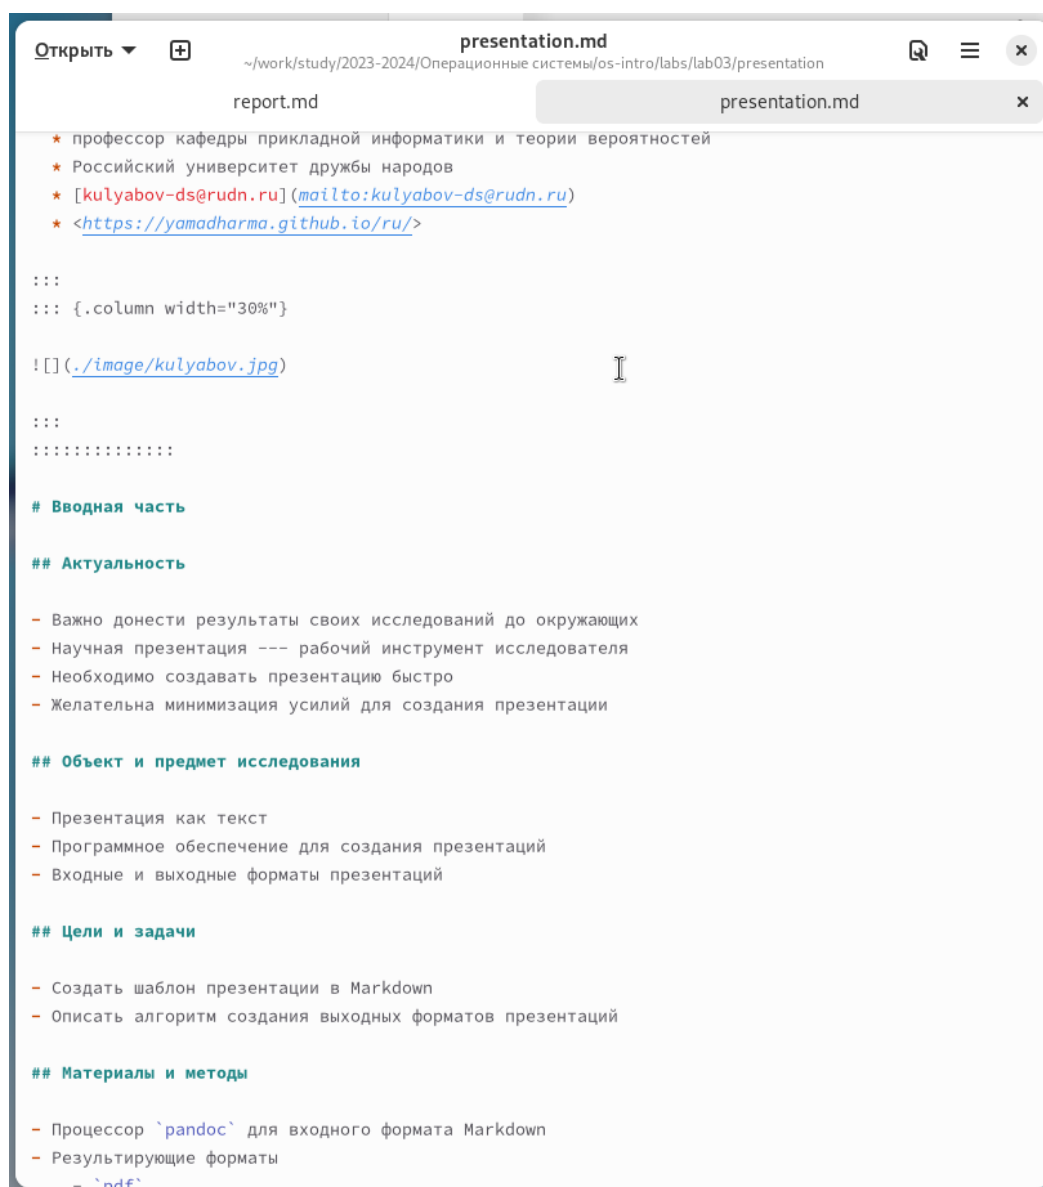 Открыть
presentation.md
~/work/study/2023-2024/Операционные системы/os-intro/labs/lab03/presentation
report.md
presentation.md
* профессор кафедры прикладной информатики и теории вероятностей
* Российский университет дружбы народов
* [kulyabov-ds@rudn.ru](mailto:kulyabov-ds@rudn.ru)
* <https://yamadharma.github.io/ru/>
:::
::: {.column width="30%"}
![](./image/kulyabov.jpg)
:::
::::::::::::::
# Вводная часть
## Актуальность
- Важно донести результаты своих исследований до окружающих
- Научная презентация --- рабочий инструмент исследователя
- Необходимо создавать презентацию быстро
- Желательна минимизация усилий для создания презентации
## Объект и предмет исследования
- Презентация как текст
- Программное обеспечение для создания презентаций
- Входные и выходные форматы презентаций
## Цели и задачи
- Создать шаблон презентации в Markdown
- Описать алгоритм создания выходных форматов презентаций
## Материалы и методы
- Процессор `pandoc` для входного формата Markdown
- Результирующие форматы
- `pdf`